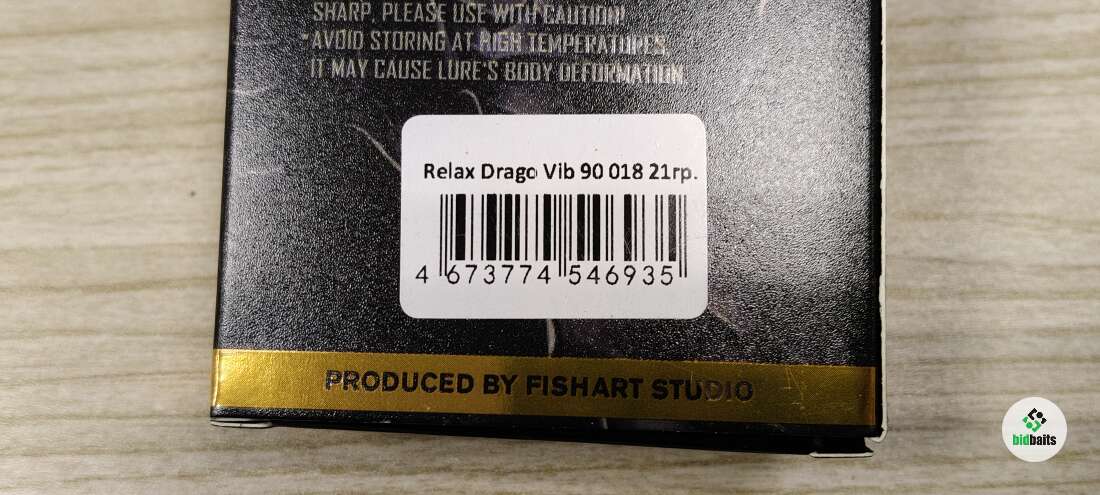 SHARP, PLEASE USE WITH CAUTION!
*AVOID STORING AT HIGH TEMPERATURES,
IT MAY CAUSE LURE'S BODY DEFORMATION.
Relax Drago Vib 90 018 21гр.
4 673774 546935
PRODUCED BY FISHART STUDIO
bidbaits